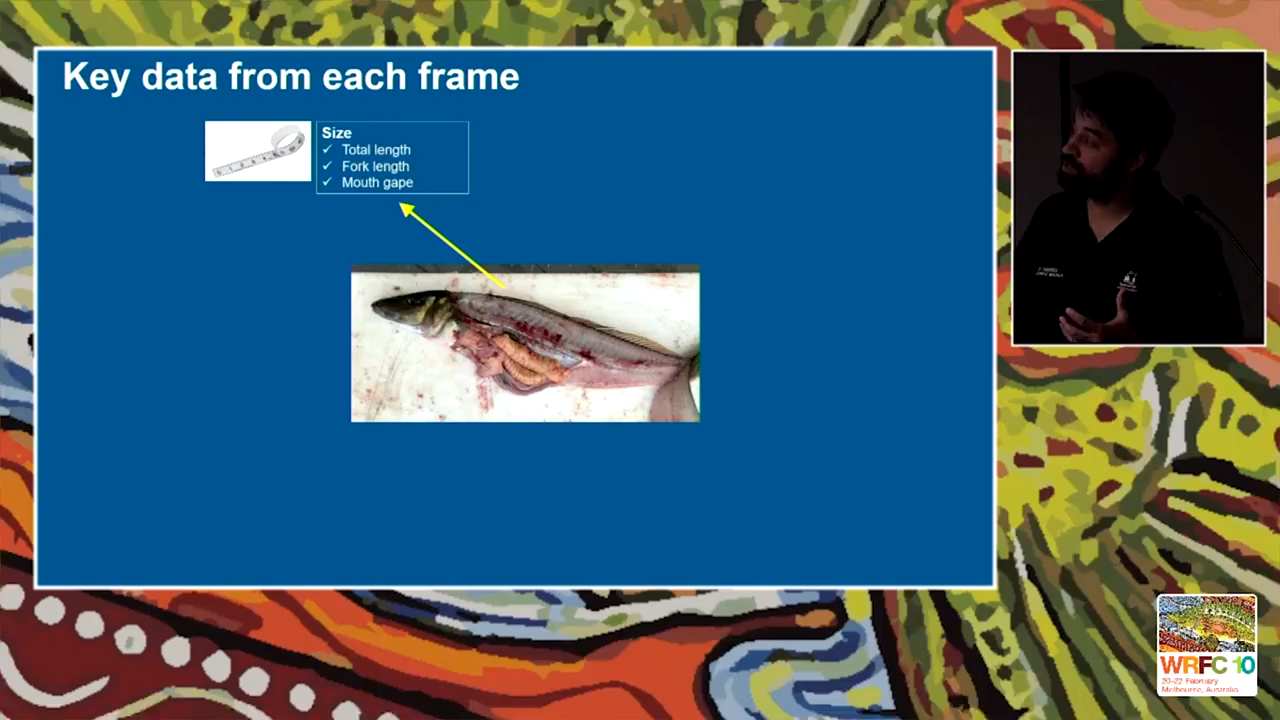 Key data from each frame
Size
✓ Total length
✓ Fork length
✓ Mouth gape
WRFC 10
20-22 February
Melbourne, Australia